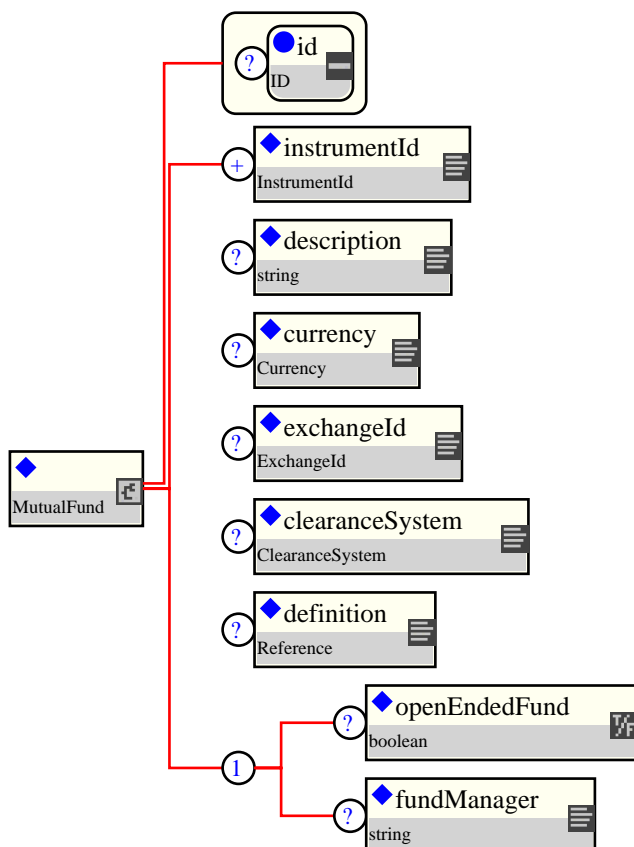 ? id
ID
+ instrumentId
InstrumentId
? description
string
? currency
Currency
? exchangeId
ExchangeId
MutualFund
? clearanceSystem
ClearanceSystem
? definition
Reference
? openEndedFund
T/F
boolean
1
? fundManager
string